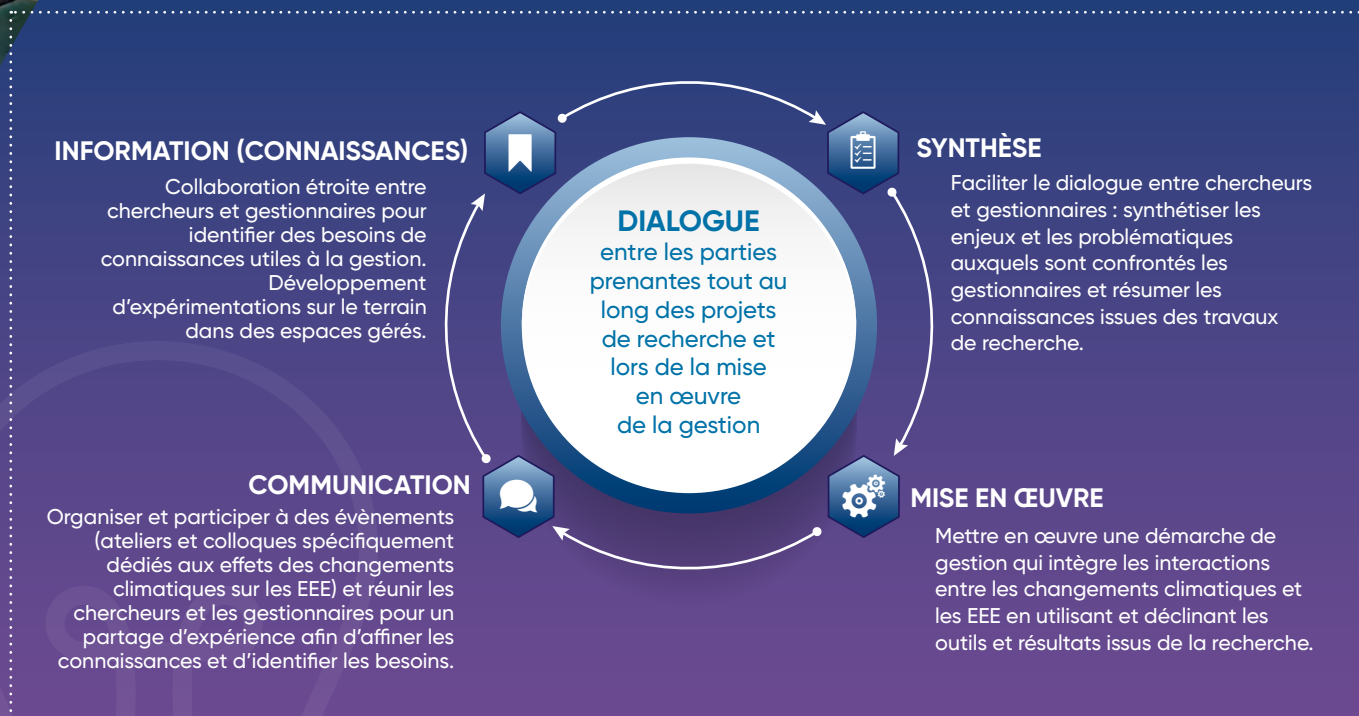 INFORMATION (CONNAISSANCES)
Collaboration étroite entre
chercheurs et gestionnaires pour
identifier des besoins de
connaissances utiles à la gestion.
Développement
d’expérimentations sur le terrain
dans des espaces gérés.
SYNTHÈSE
Faciliter le dialogue entre chercheurs
et gestionnaires : synthétiser les
enjeux et les problématiques
auxquels sont confrontés les
gestionnaires et résumer les
connaissances issues des travaux
de recherche.
DIALOGUE
entre les parties
prenantes tout au
long des projets
de recherche et
lors de la mise
en œuvre
de la gestion
COMMUNICATION
Organiser et participer à des évènements
(ateliers et colloques spécifiquement
dédiés aux effets des changements
climatiques sur les EEE) et réunir les
chercheurs et les gestionnaires pour un
partage d’expérience afin d’affiner les
connaissances et d’identifier les besoins.
MISE EN ŒUVRE
Mettre en œuvre une démarche de
gestion qui intègre les interactions
entre les changements climatiques et
les EEE en utilisant et déclinant les
outils et résultats issus de la recherche.